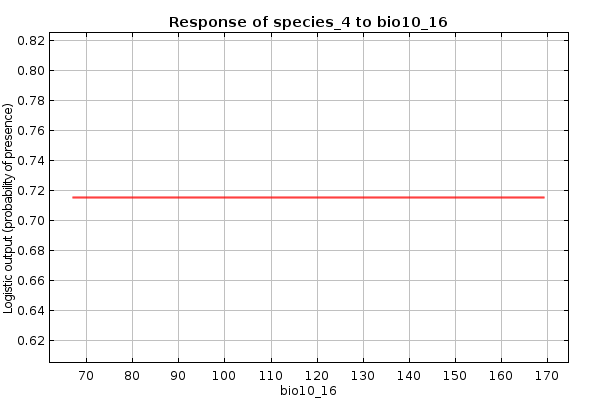 Response of species_4 to bio10_16
Logistic output (probability of presence)
0.82
0.80
0.78
0.76
0.74
0.72
0.70
0.68
0.66
0.64
0.62
70 80 90 100 110 120 130 140 150 160 170
bio10_16